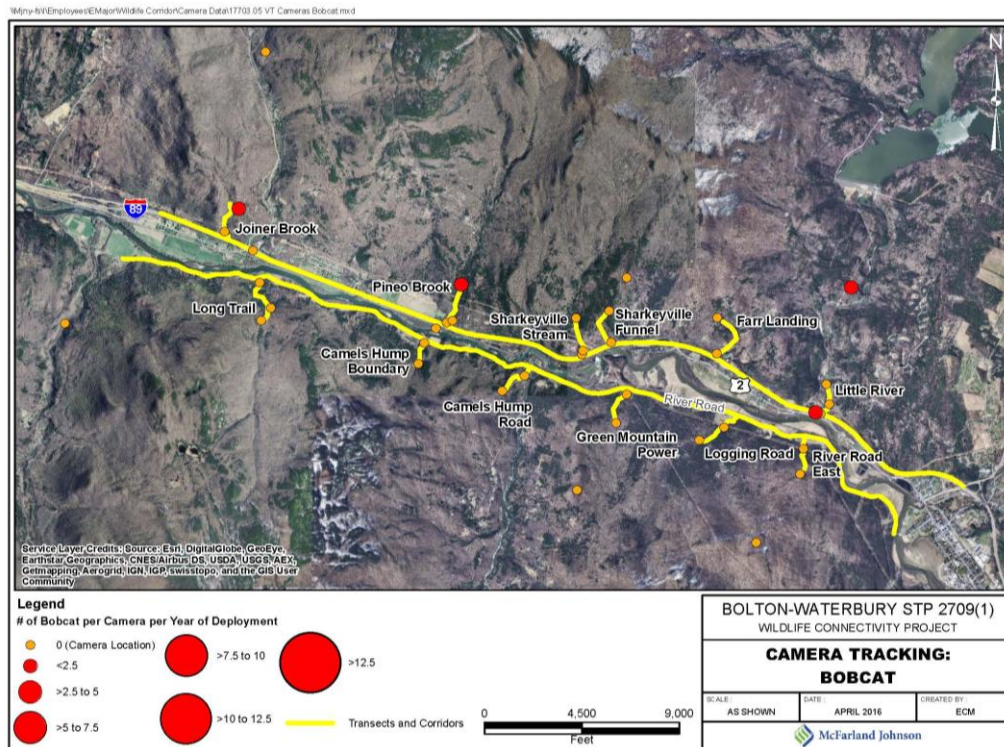 \\Mjny-fs\I\Employees\EMajor\Wildlife Corridor\Camera Data\17703.05 VT Cameras Bobcat.mxd
N
89
Joiner Brook
Pineo Brook
Long Trail
Sharkeyville
Stream
Sharkeyville
Funnel
Farr Landing
Camels Hump
Boundary
2
Little River
River Road
Camels Hump
Road
Green Mountain
Power
Logging Road
River Road
East
Service Layer Credits: Source: Esri, DigitalGlobe, GeoEye,
Earthstar Geographics, CNES/Airbus DS, USDA, USGS, AEX,
Getmapping, Aerogrid, IGN, IGP, swisstopo, and the GIS User
Community
Legend
# of Bobcat per Camera per Year of Deployment
0 (Camera Location)
<2.5
>2.5 to 5
>5 to 7.5
>7.5 to 10
>10 to 12.5
>12.5
Transects and Corridors
0 4,500 9,000
Feet
BOLTON-WATERBURY STP 2709(1)
WILDLIFE CONNECTIVITY PROJECT
CAMERA TRACKING:
BOBCAT
SCALE: DATE: CREATED BY:
AS SHOWN APRIL 2016 ECM
McFarland Johnson